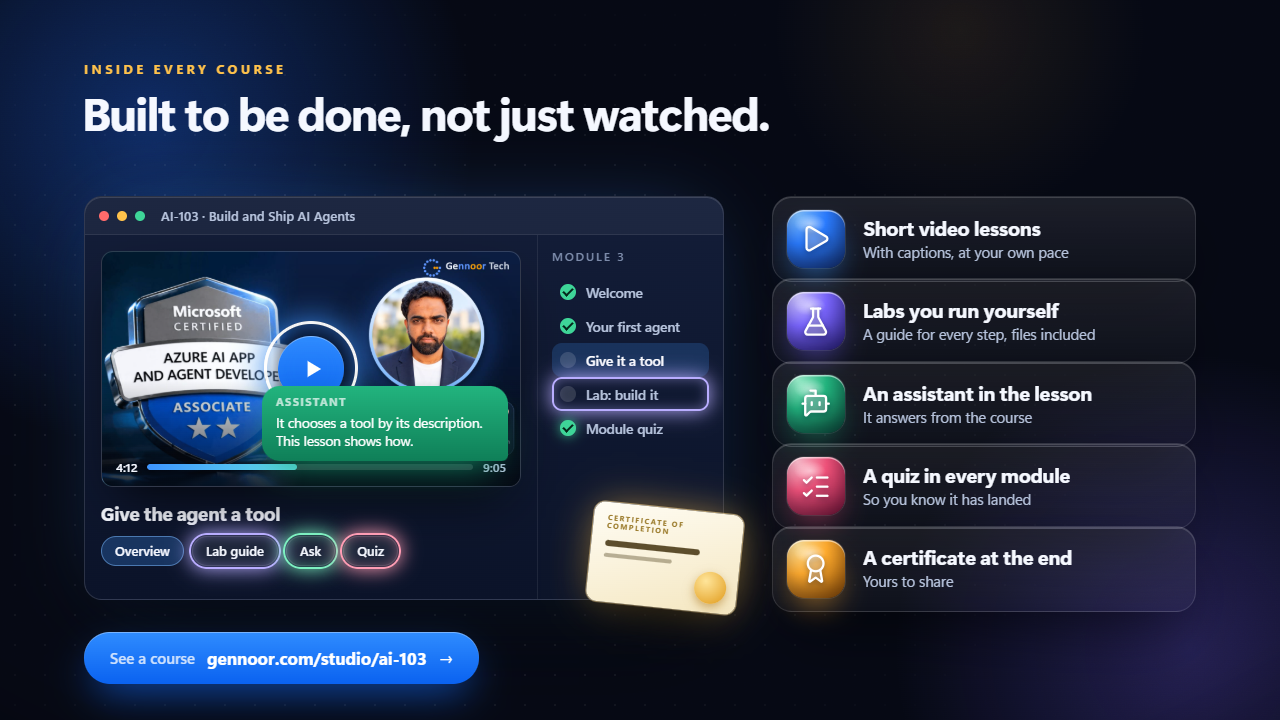 INSIDE EVERY COURSE
Built to be done, not just watched.
AI-103 · Build and Ship AI Agents
Gennoor Tech
Microsoft
CERTIFIED
AZURE AI APP
AND AGENT DEVELOPE
ASSOCIATE
ASSISTANT
It chooses a tool by its description.
This lesson shows how.
4:12
9:05
Give the agent a tool
Overview
Lab guide
Ask
Quiz
MODULE 3
Welcome
Your first agent
Give it a tool
Lab: build it
Module quiz
CERTIFICATE OF
COMPLETION
Short video lessons
With captions, at your own pace
Labs you run yourself
A guide for every step, files included
An assistant in the lesson
It answers from the course
A quiz in every module
So you know it has landed
A certificate at the end
Yours to share
See a course gennoor.com/studio/ai-103 →